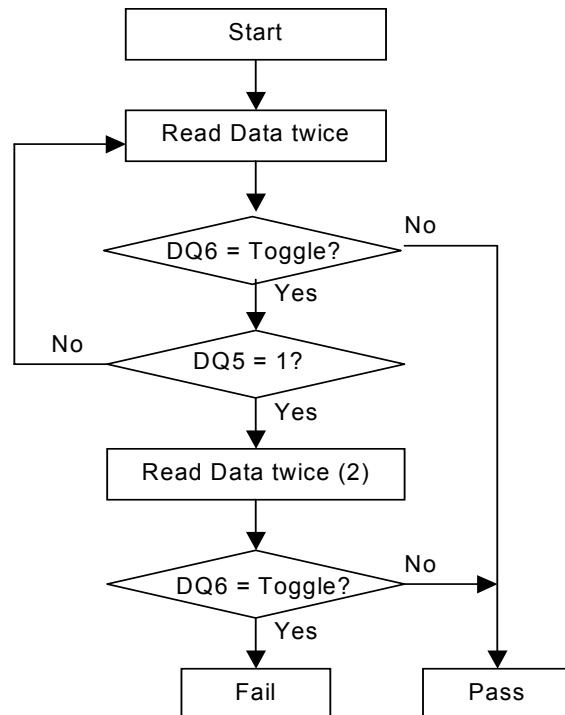 Start
Read Data twice
DQ6 = Toggle?
No
Yes
No
DQ5 = 1?
Yes
Read Data twice (2)
DQ6 = Toggle?
No
Yes
Fail
Pass